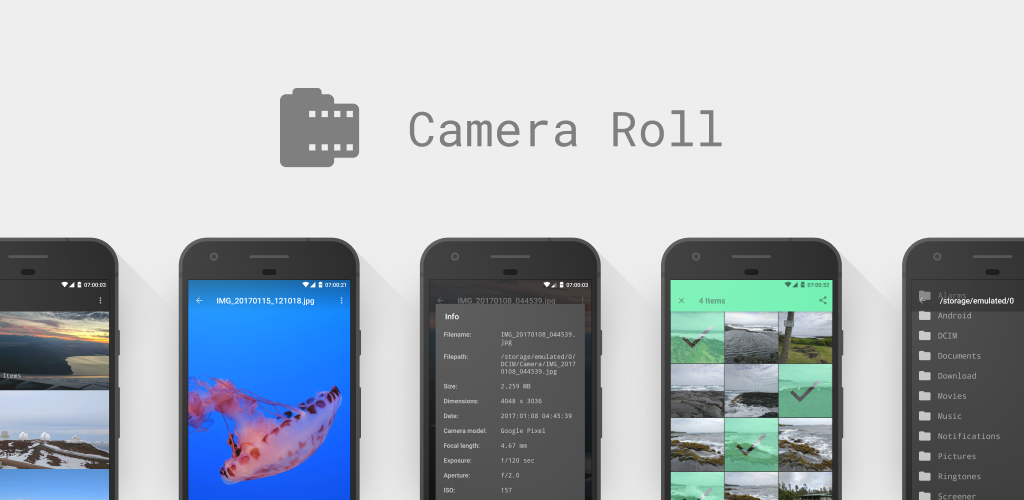 Camera Roll
07:00:03
Items
07:00:21
IMG_20170115_121018.jpg
07:00:03
IMG_20170108_044539.jpg
Info
Filename: IMG_20170108_044539.
jpg
Filepath: /storage/emulated/0/
DCIM/Camera/IMG_2017
0108_044539.jpg
Size: 2.259 MB
Dimensions: 4048 x 3036
Date: 2017:01:08 04:45:39
Camera model: Google Pixel
Focal length: 4.67 mm
Exposure: 1/120 sec
Aperture: f/2.0
ISO: 157
07:00:52
4 Items
Alarms
/storage/emulated/0
Android
DCIM
Documents
Download
Movies
Music
Notifications
Pictures
Ringtones
Screener